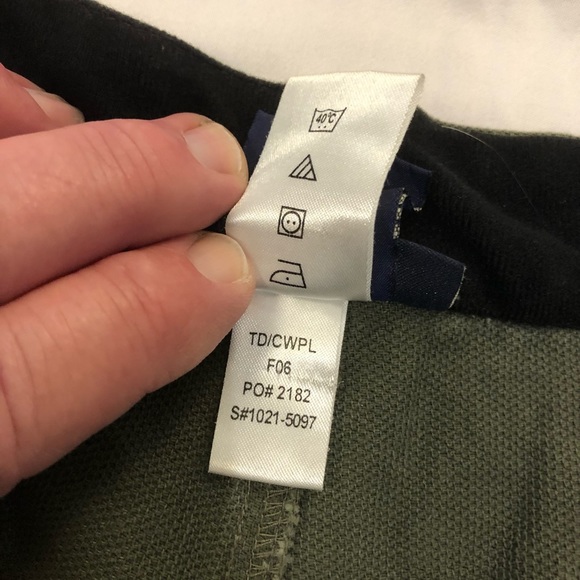 40°C
TD/CWPL
F06
PO# 2182
S#1021-5097